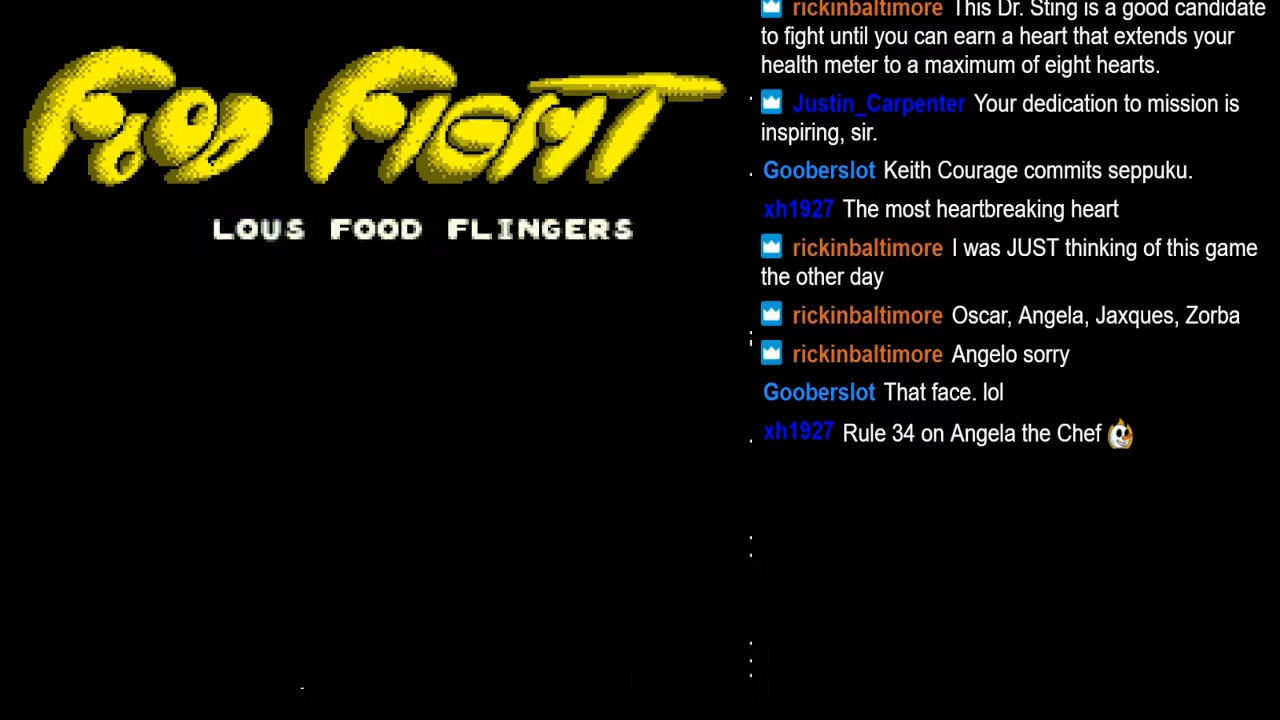 FOOD FIGHT
LOUS FOOD FLINGERS
rickinbaltimore This Dr. Sting is a good candidate
to fight until you can earn a heart that extends your
health meter to a maximum of eight hearts.
Justin_Carpenter Your dedication to mission is
inspiring, sir.
Gooberslot Keith Courage commits seppuku.
xh1927 The most heartbreaking heart
rickinbaltimore I was JUST thinking of this game
the other day
rickinbaltimore Oscar, Angela, Jaxques, Zorba
rickinbaltimore Angelo sorry
Gooberslot That face. lol
xh1927 Rule 34 on Angela the Chef